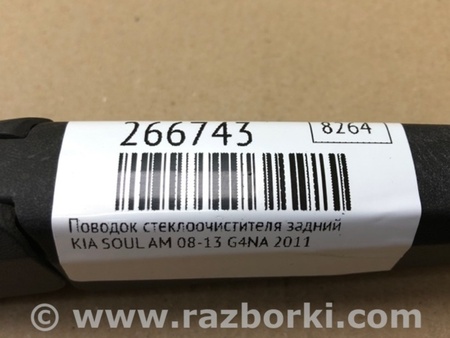 266743
8264
Поводок стеклоочистителя задний
KIA SOUL AM 08-13 G4NA 2011
© www.razborki.com